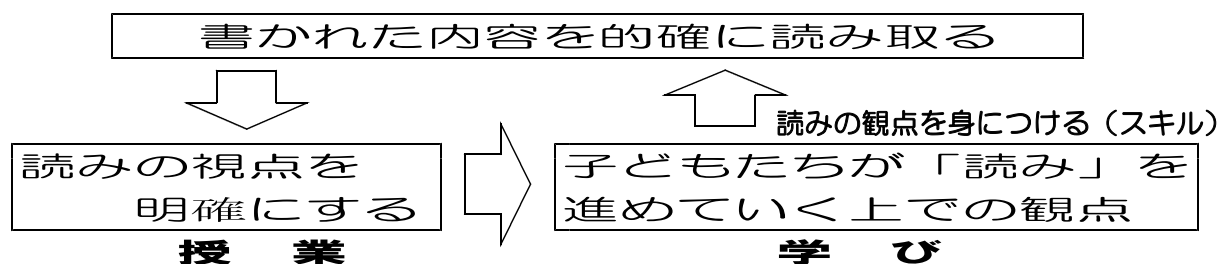 書かれた内容を的確に読み取る
読みの観点を身につける（スキル）
読みの視点を
明確にする
子どもたちが「読み」を
進めていく上での観点
授　業
学　び